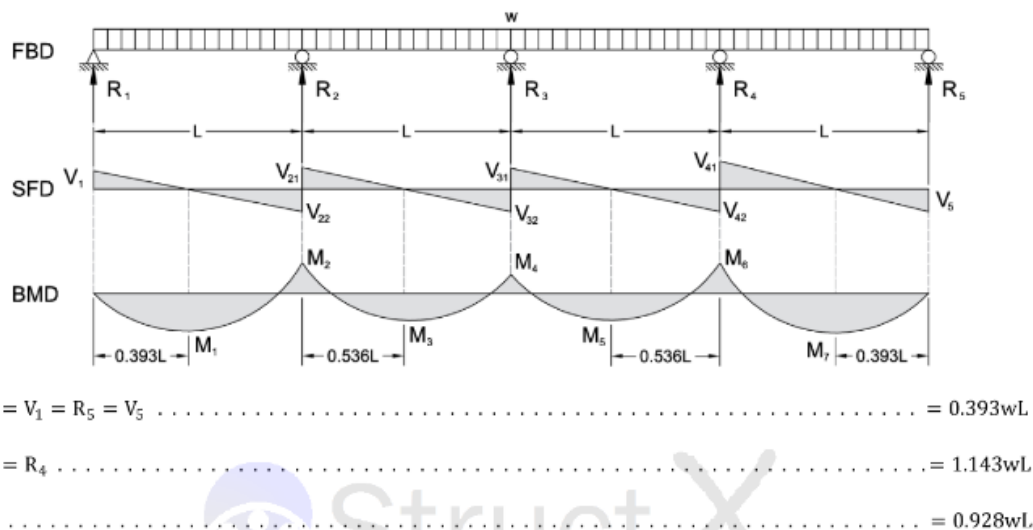 w
FBD
R₁ R₂ R₃ R₄ R₅
L L L L
SFD V₁ V₂₁ V₂₂ V₃₁ V₃₂ V₄₁ V₄₂ V₅
BMD M₂ M₄ M₆
M₁ M₃ M₅ M₇
0.393L 0.536L 0.536L 0.393L
= V₁ = R₅ = V₅ . . . . . . . . . . . . . . . . . . . . = 0.393wL
= R₄ . . . . . . . . . . . . . . . . . . . . = 1.143wL
Struct X
. . . . . . . . . . . . . . . . . . . . = 0.928wL